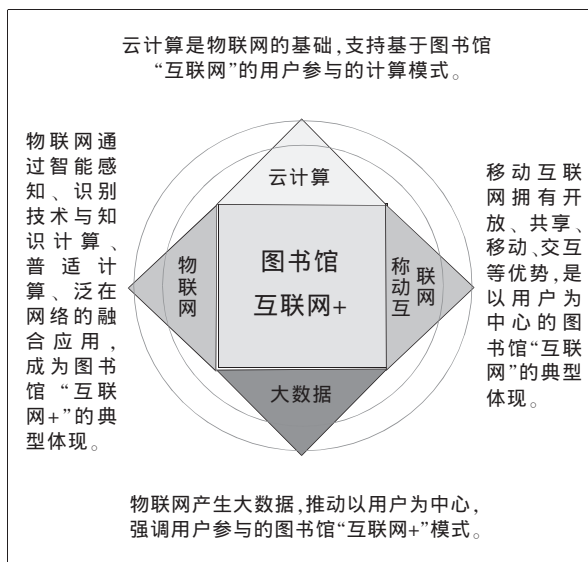 云计算是物联网的基础,支持基于图书馆
“互联网”的用户参与的计算模式。
物联网通
过智能感
知、识别
技术与知
识计算、
普适计
算、泛在
网络的融
合应用,
成为图书
馆“互联
网+”的典
型体现。
云计算
物联网
图书馆
互联网+
称动互
联网
大数据
移动互联
网拥有开
放、共享、
移动、交互
等优势,是
以用户为
中心的图
书馆“互联
网”的典型
体现。
物联网产生大数据,推动以用户为中心,
强调用户参与的图书馆“互联网+”模式。